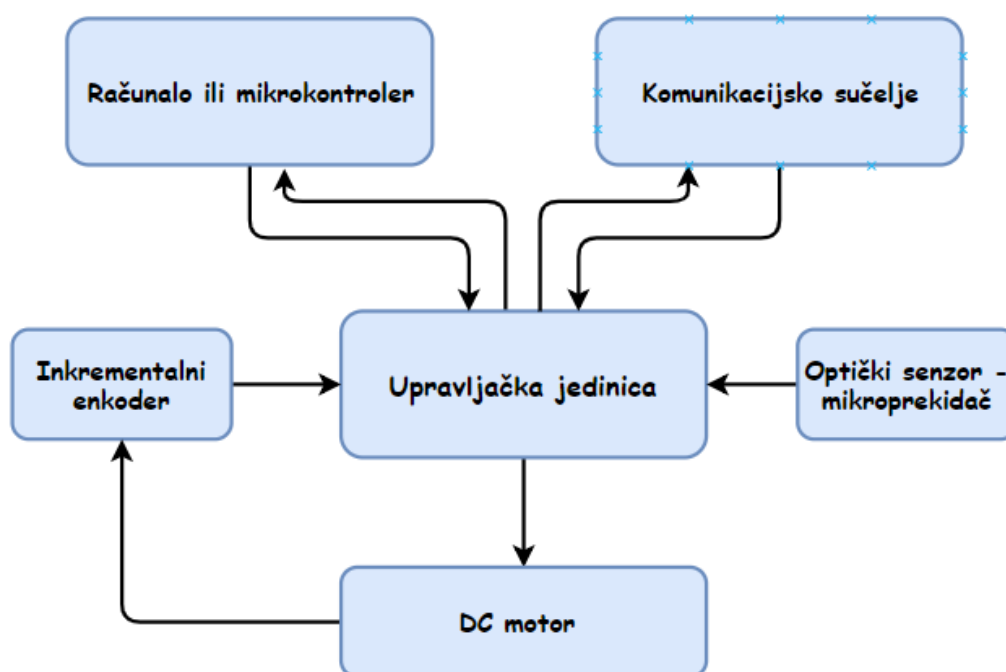 Računalo ili mikrokontroler
Komunikacijsko sučelje
Inkrementalni
enkoder
Upravljačka jedinica
Optički senzor -
mikroprekidač
DC motor